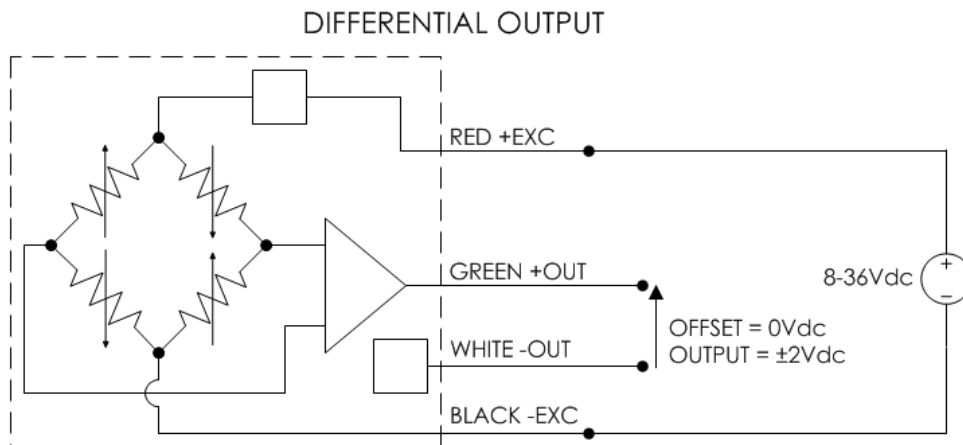 DIFFERENTIAL OUTPUT
RED +EXC
GREEN +OUT
8-36Vdc
+
−
OFFSET = 0Vdc
OUTPUT = ±2Vdc
WHITE -OUT
BLACK -EXC